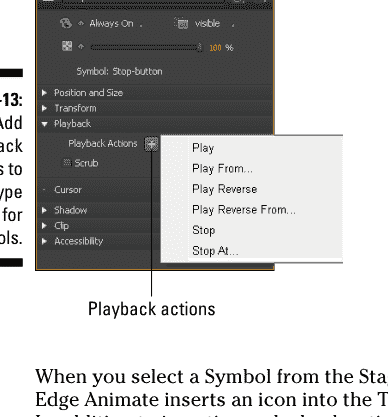 Always On
visible
100 %
Symbol: Stop-button
Position and Size
Transform
Playback
Playback Actions
Scrub
Cursor
Shadow
Clip
Accessibility
Play
Play From...
Play Reverse
Play Reverse From...
Stop
Stop At...
-13:
Add
ack
s to
ype
for
ols.
Playback actions
When you select a Symbol from the Sta
Edge Animate inserts an icon into the T